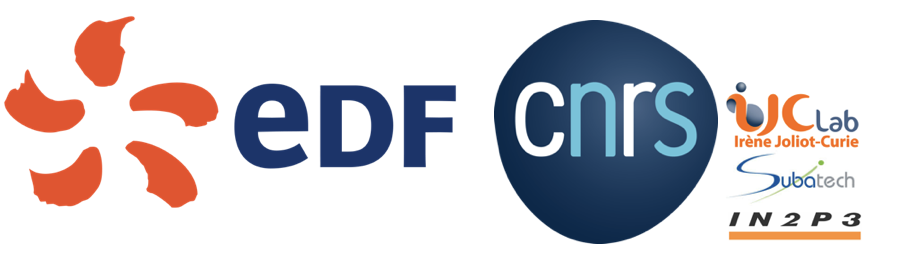 eDF
cnrs
iJCLab
Irène Joliot-Curie
Subatech
IN2P3